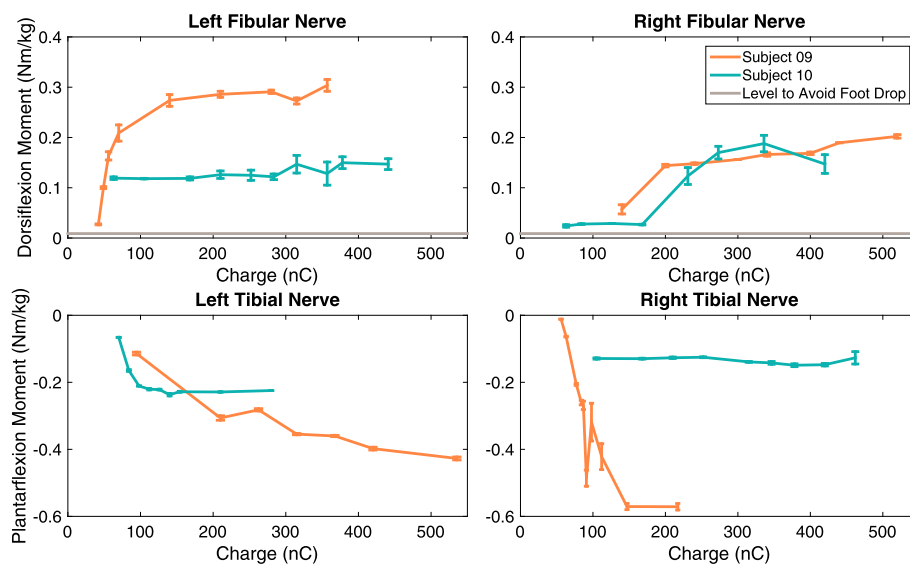 Left Fibular Nerve
Right Fibular Nerve
Dorsiflexion Moment (Nm/kg)
0.4
0.3
0.2
0.1
0
0 100 200 300 400 500
Charge (nC)
0.4
0.3
0.2
0.1
0
0 100 200 300 400 500
Charge (nC)
Subject 09
Subject 10
Level to Avoid Foot Drop
Left Tibial Nerve
Right Tibial Nerve
Plantarflexion Moment (Nm/kg)
0
-0.2
-0.4
-0.6
0 100 200 300 400 500
Charge (nC)
0
-0.2
-0.4
-0.6
0 100 200 300 400 500
Charge (nC)